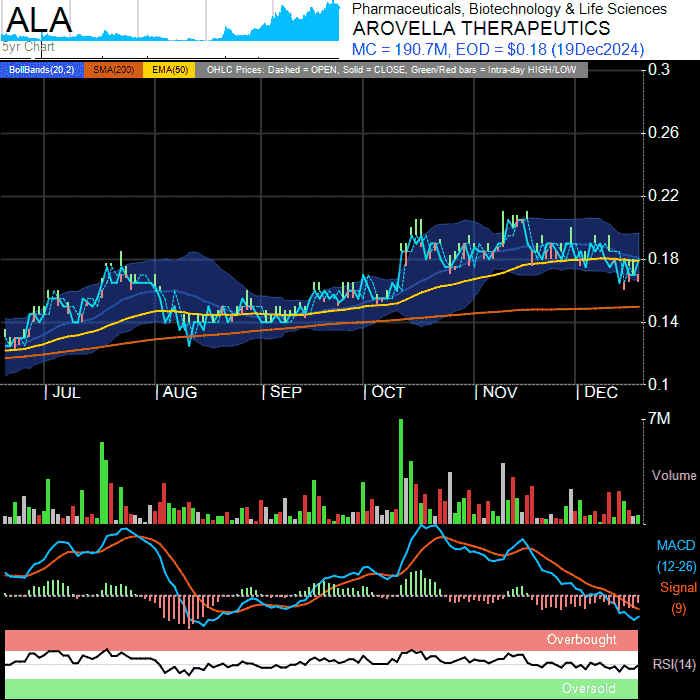 ALA
5yr Chart
Pharmaceuticals, Biotechnology & Life Sciences
AROVELLA THERAPEUTICS
MC = 190.7M, EOD = $0.18 (19Dec2024)
BollBands(20,2) SMA(200) EMA(50) OHLC Prices: Dashed = OPEN, Solid = CLOSE, Green/Red bars = Intra-day HIGH/LOW
0.3
0.26
0.22
0.18
0.14
0.1
JUL AUG SEP OCT NOV DEC
7M
Volume
MACD
(12-26)
Signal
(9)
Overbought
RSI(14)
Oversold